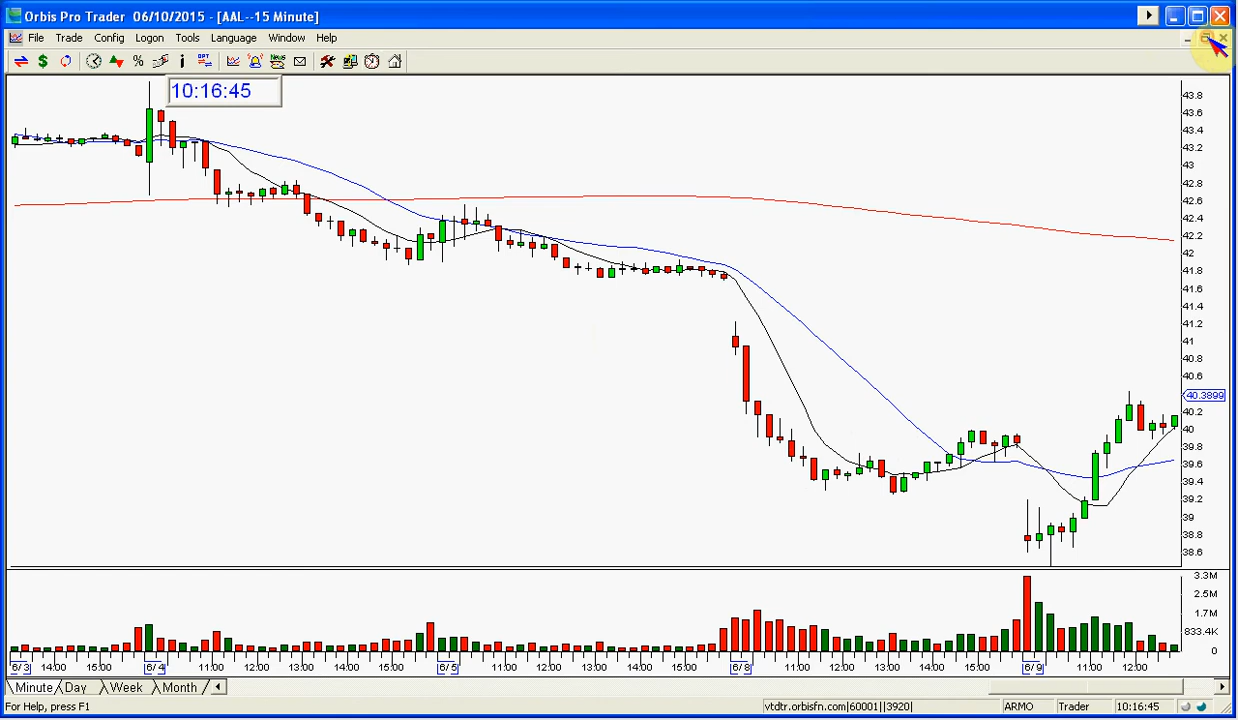 Orbis Pro Trader 06/10/2015 - [AAL--15 Minute]
File Trade Config Logon Tools Language Window Help
$ % i OPT News
10:16:45
43.8
43.6
43.4
43.2
43
42.8
42.6
42.4
42.2
42
41.8
41.6
41.4
41.2
41
40.8
40.6
40.3899
40.2
40
39.8
39.6
39.4
39.2
39
38.8
38.6
3.3M
2.5M
1.7M
833.4K
0
6/3 14:00 15:00 6/4 11:00 12:00 13:00 14:00 15:00 6/5 11:00 12:00 13:00 14:00 15:00 6/8 11:00 12:00 13:00 14:00 15:00 6/9 11:00 12:00
Minute Day Week Month
For Help, press F1 vtdtr.orbisfn.com|60001||3920| ARMO Trader 10:16:45